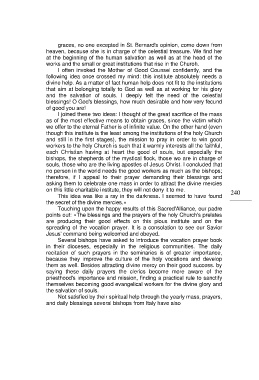 graces, no one excepted in St. Rernard's opinion, come down from
heaven, because she is in charge of the celestial treasure. We find her
at the beginning of the human salvation as well as at the head of the
works and the small or great institutions that rise in the Church.
I often invoked the Mother of Good Counsel confidently, and the
following idea once crossed my mind: this institute absolutely needs a
divine help. As a matter of fact human help does not fit to the institutions
that aim at belonging totally to God as well as at working for his glory
and the salvation of souls. I deeply felt the need of the celestial
blessings! O God's blessings, how much desirable and how very fecund
of good you are!
I joined these two ideas: I thought of the great sacrifice of the mass
as of the most effective means to obtain graces, since the victim which
we offer to the eternal Father is of infinite value. On the other hand (even
though this institute is the least among the institutions of the holy Church
and still in the first stages), the mission to pray in order to win good
workers to the holy Church is such that it warmly interests all the faithful,
each Christian having at heart the good of souls, but especially the
bishops, the shepherds of the mystical flock, those wo are in charge of
souls, those who are the living apostles of Jesus Christ. I concluded that
no person in the world needs the good workers as much as the bishops;
therefore, if I appeal to their prayer demanding their blessings and
asking them to celebrate one mass in order to attract the divine mercies
on this little charitable institute, they will not deny it to me.
This idea was like a ray in the darkness. I seemed to have found
the secret of the divine mercies.»
Touching upon the happy results of this Sacred Alliance, our padre
points out: «The blessings and the prayers of the holy Church's prelates
are producing their good effects on this pious institute and on the
spreading of the vocation prayer. It is a consolation to see our Savior
Jesus' command being welcomed and obeyed.
Several bishops have asked to introduce the vocation prayer book
in their dioceses, especially in the religious communities. The daily
recitation of such prayers in the seminaries is of greater importance,
because they improve the culture of the holy vocations and develop
them as well. Besides attracting divine mercy on their good success, by
saying these daily prayers the clerics become more aware of the
priesthood's importance and mission, finding a practical rule to sanctify
themselves becoming good evangelical workers for the divine glory and
the salvation of souls.
Not satisfied by their spiritual help through the yearly mass, prayers,
and daily blessings several bishops from Italy have also
240